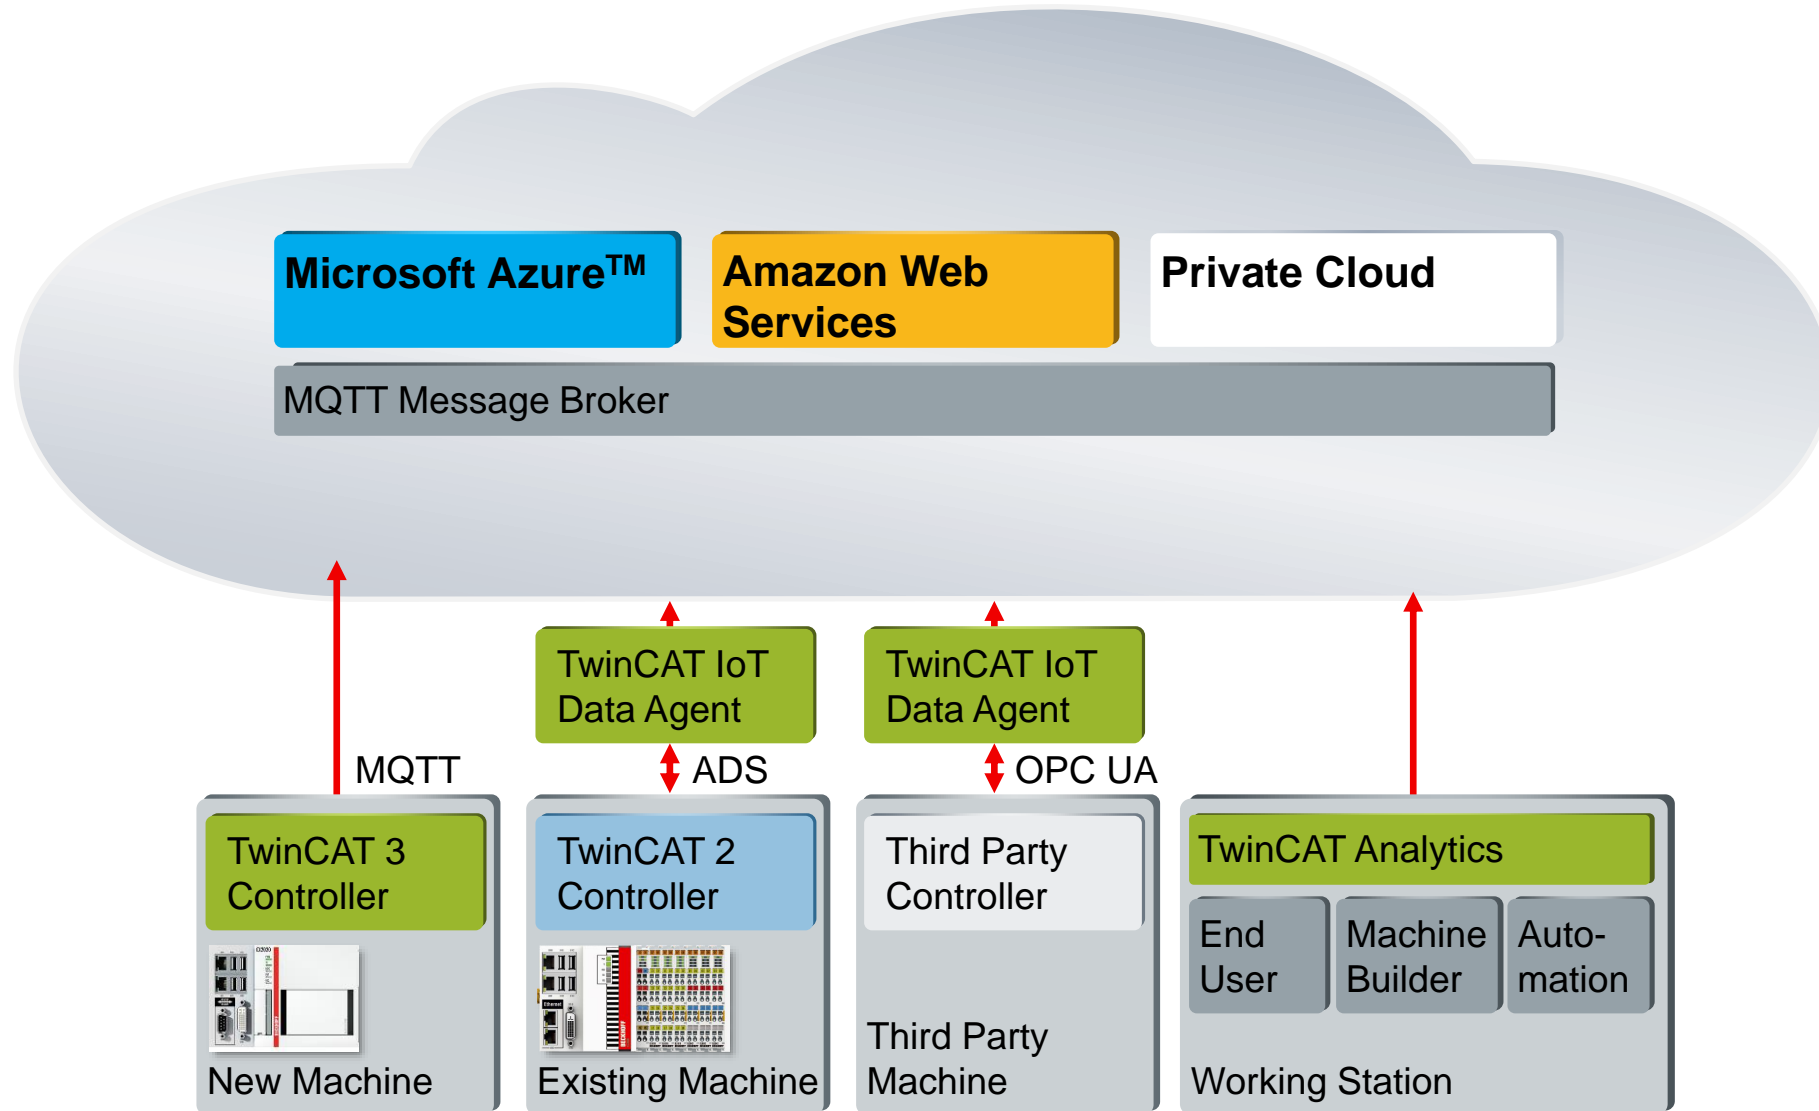 Microsoft Azure™
Amazon Web
Services
Private Cloud
MQTT Message Broker
TwinCAT IoT
Data Agent
TwinCAT IoT
Data Agent
MQTT
ADS
OPC UA
TwinCAT 3
Controller
TwinCAT 2
Controller
Third Party
Controller
TwinCAT Analytics
End
User
Machine
Builder
Auto-
mation
Ethernet
BECKHOFF
New Machine
Existing Machine
Third Party
Machine
Working Station